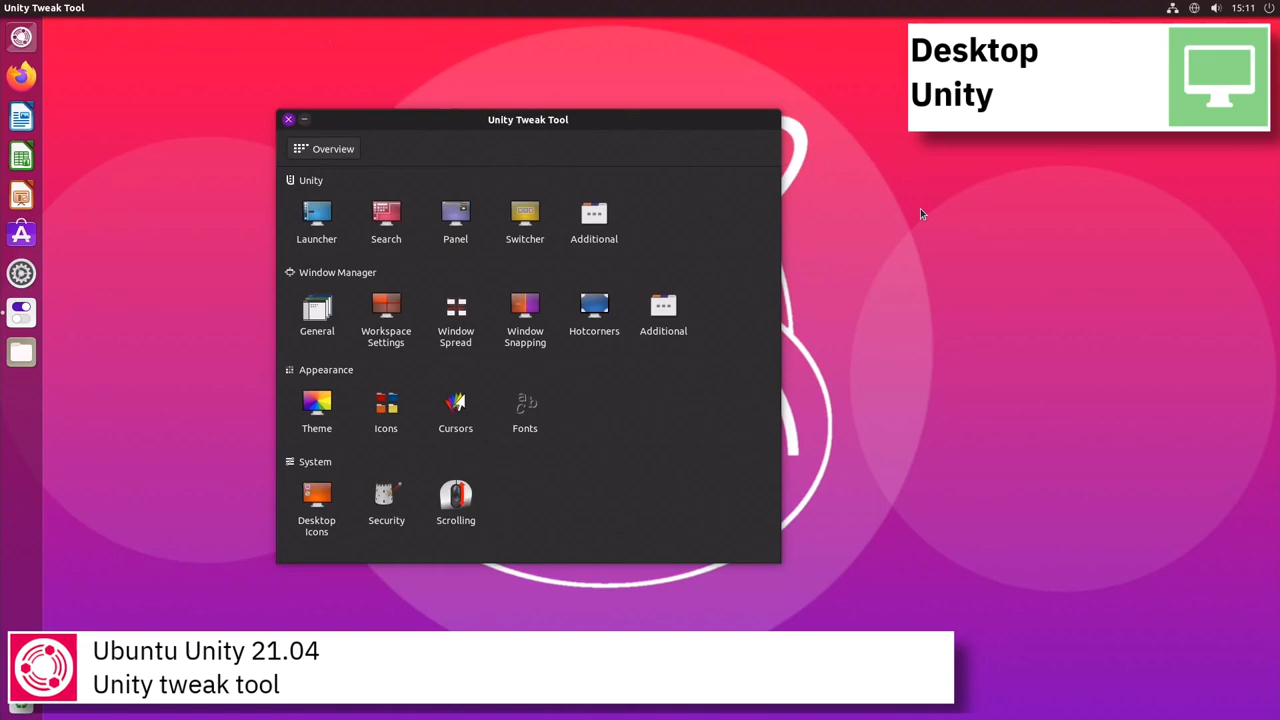 Unity Tweak Tool
15:11
Desktop
Unity
Unity Tweak Tool
Overview
Unity
Launcher
Search
Panel
Switcher
Additional
Window Manager
General
Workspace
Settings
Window
Spread
Window
Snapping
Hotcorners
Additional
Appearance
Theme
Icons
Cursors
abc
Fonts
System
Desktop
Icons
Security
Scrolling
Ubuntu Unity 21.04
Unity tweak tool